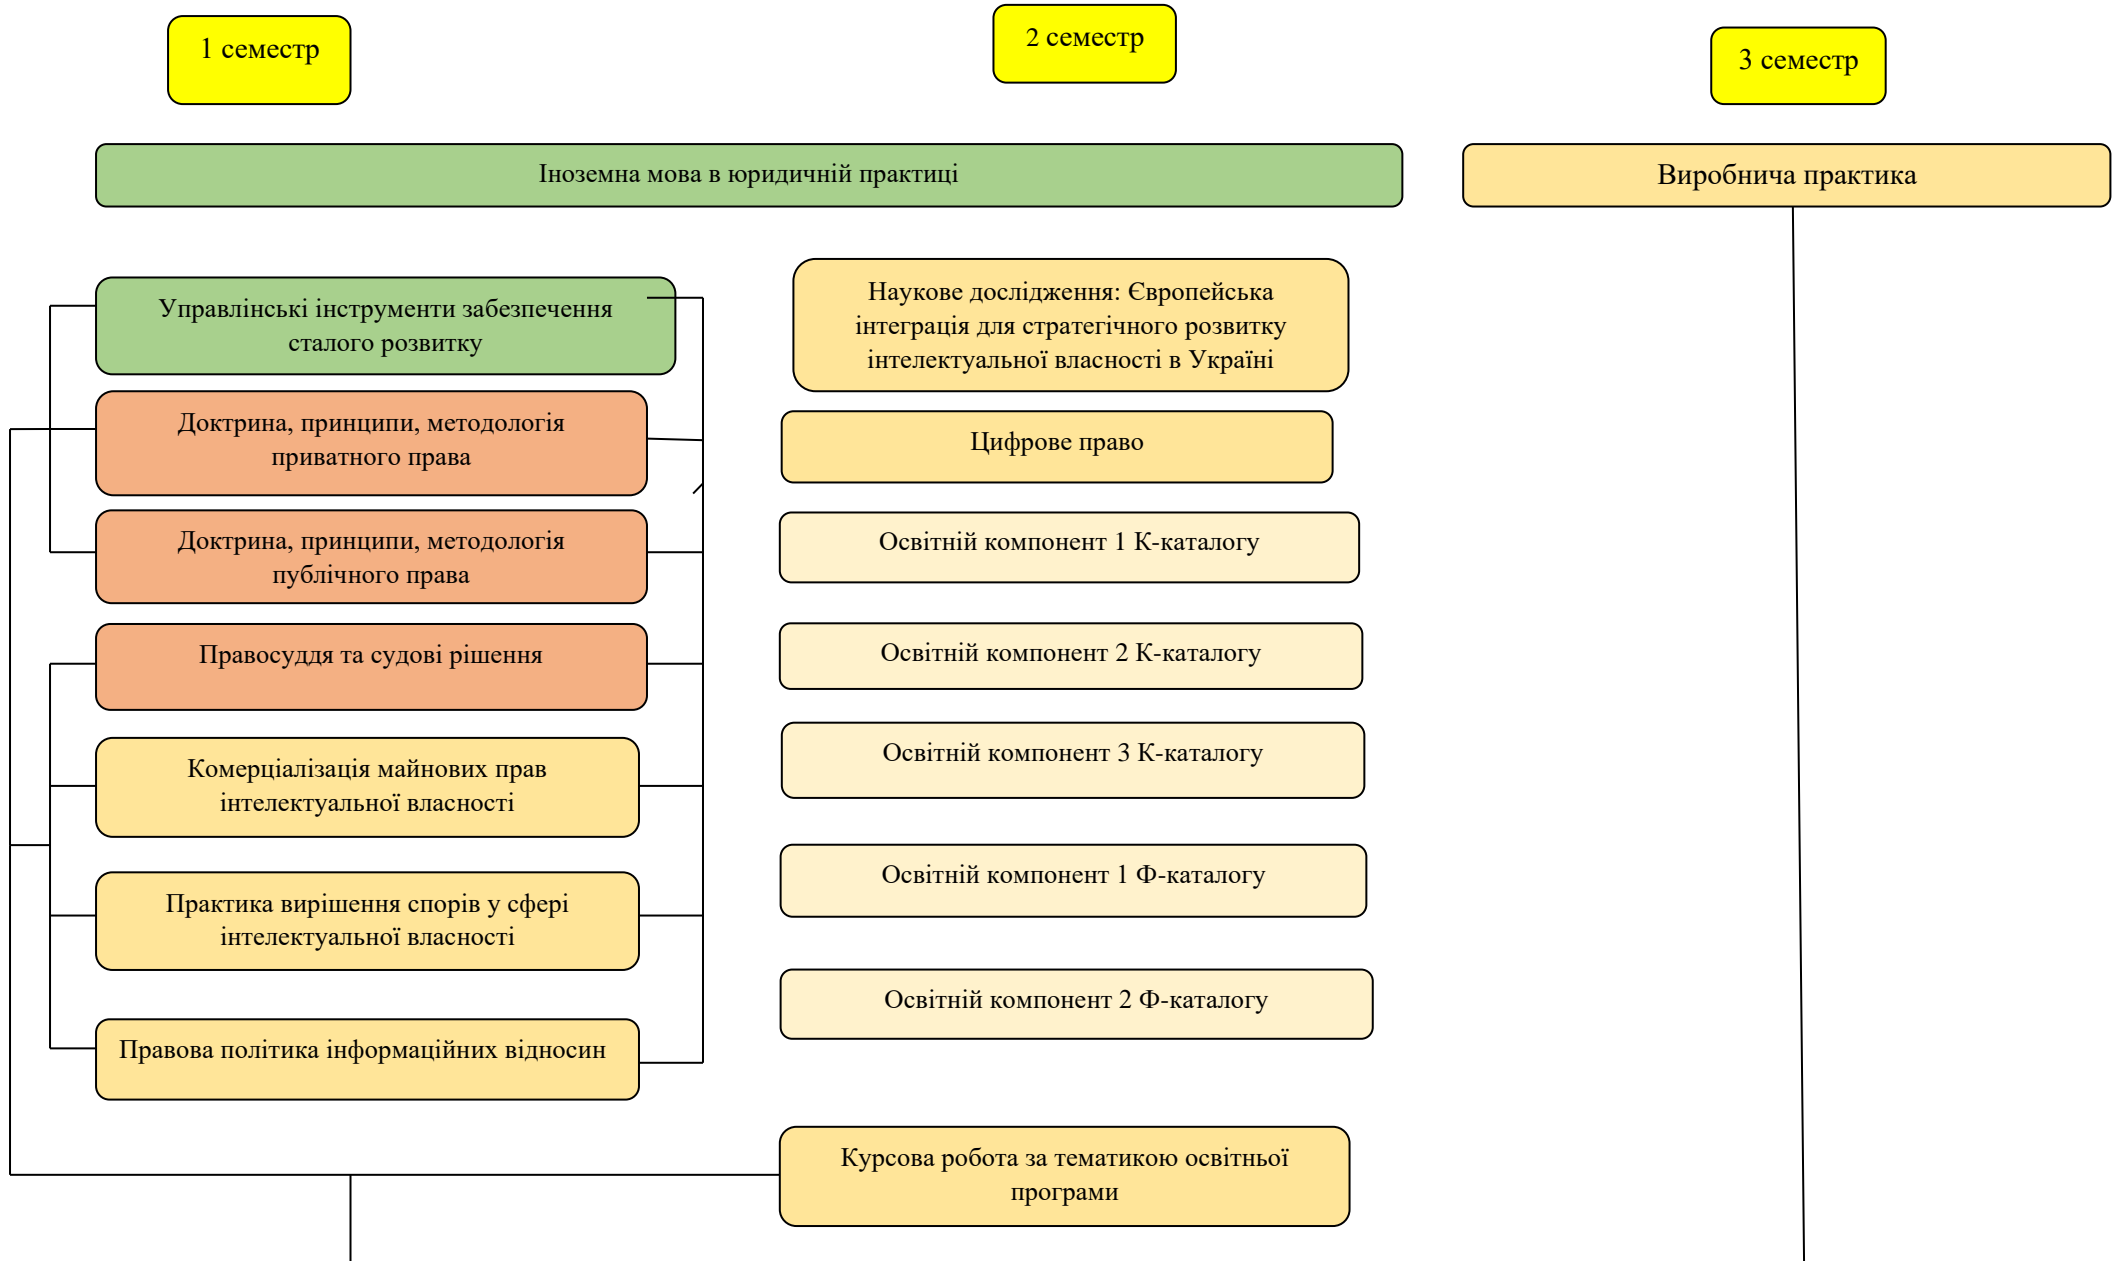 1 семестр
2 семестр
3 семестр
Іноземна мова в юридичній практиці
Виробнича практика
Управлінські інструменти забезпечення
сталого розвитку
Доктрина, принципи, методологія
приватного права
Доктрина, принципи, методологія
публічного права
Правосуддя та судові рішення
Комерціалізація майнових прав
інтелектуальної власності
Практика вирішення спорів у сфері
інтелектуальної власності
Правова політика інформаційних відносин
Наукове дослідження: Європейська
інтеграція для стратегічного розвитку
інтелектуальної власності в Україні
Цифрове право
Освітній компонент 1 К-каталогу
Освітній компонент 2 К-каталогу
Освітній компонент 3 К-каталогу
Освітній компонент 1 Ф-каталогу
Освітній компонент 2 Ф-каталогу
Курсова робота за тематикою освітньої
програми